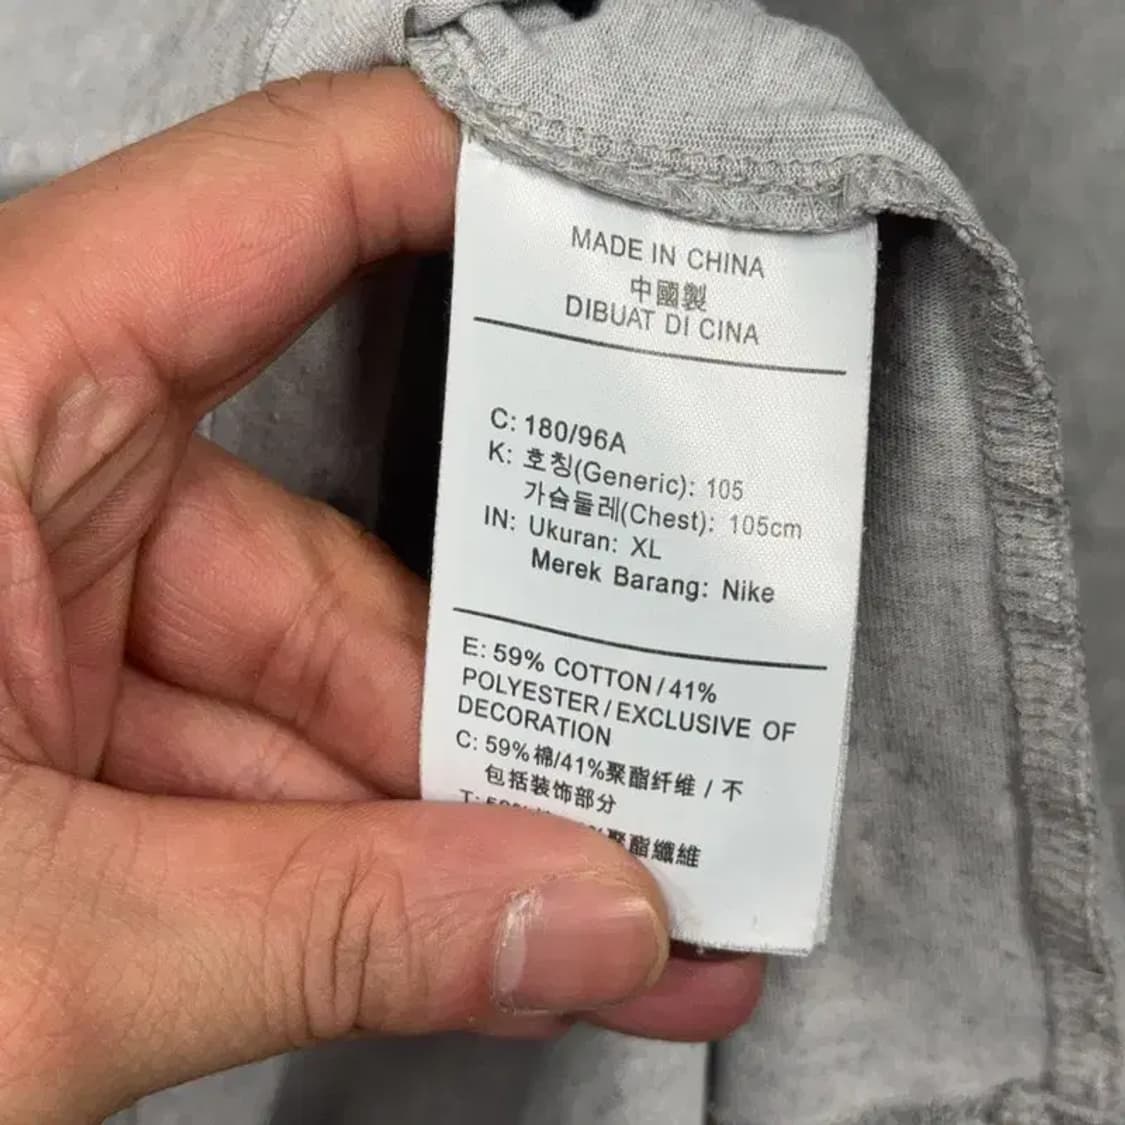 MADE IN CHINA
中國製
DIBUAT DI CINA
C: 180/96A
K: 호칭(Generic): 105
가슴둘레(Chest): 105cm
IN: Ukuran: XL
Merek Barang: Nike
E: 59% COTTON / 41%
POLYESTER / EXCLUSIVE OF
DECORATION
C: 59%棉/41%聚酯纤维 / 不
包括装饰部分
聚酯纖維